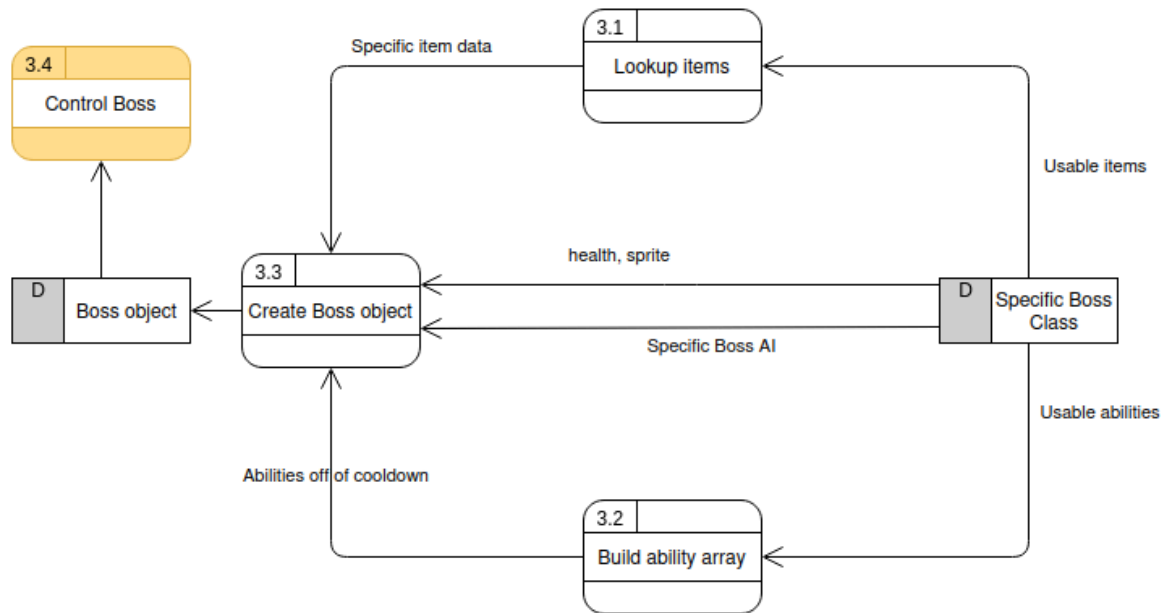 3.1
Lookup items
Specific item data
3.4
Control Boss
Usable items
health, sprite
3.3
Create Boss object
D
Boss object
D
Specific Boss
Class
Specific Boss AI
Usable abilities
Abilities off of cooldown
3.2
Build ability array